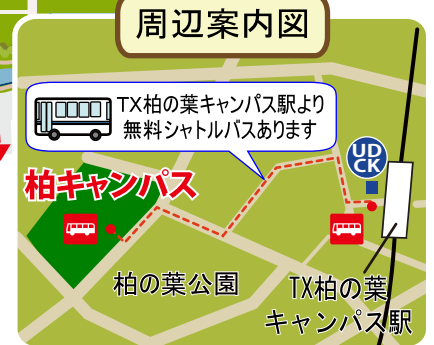 周辺案内図
TX柏の葉キャンパス駅より
無料シャトルバスあります
UD
CK
柏キャンパス
柏の葉公園
TX柏の葉
キャンパス駅